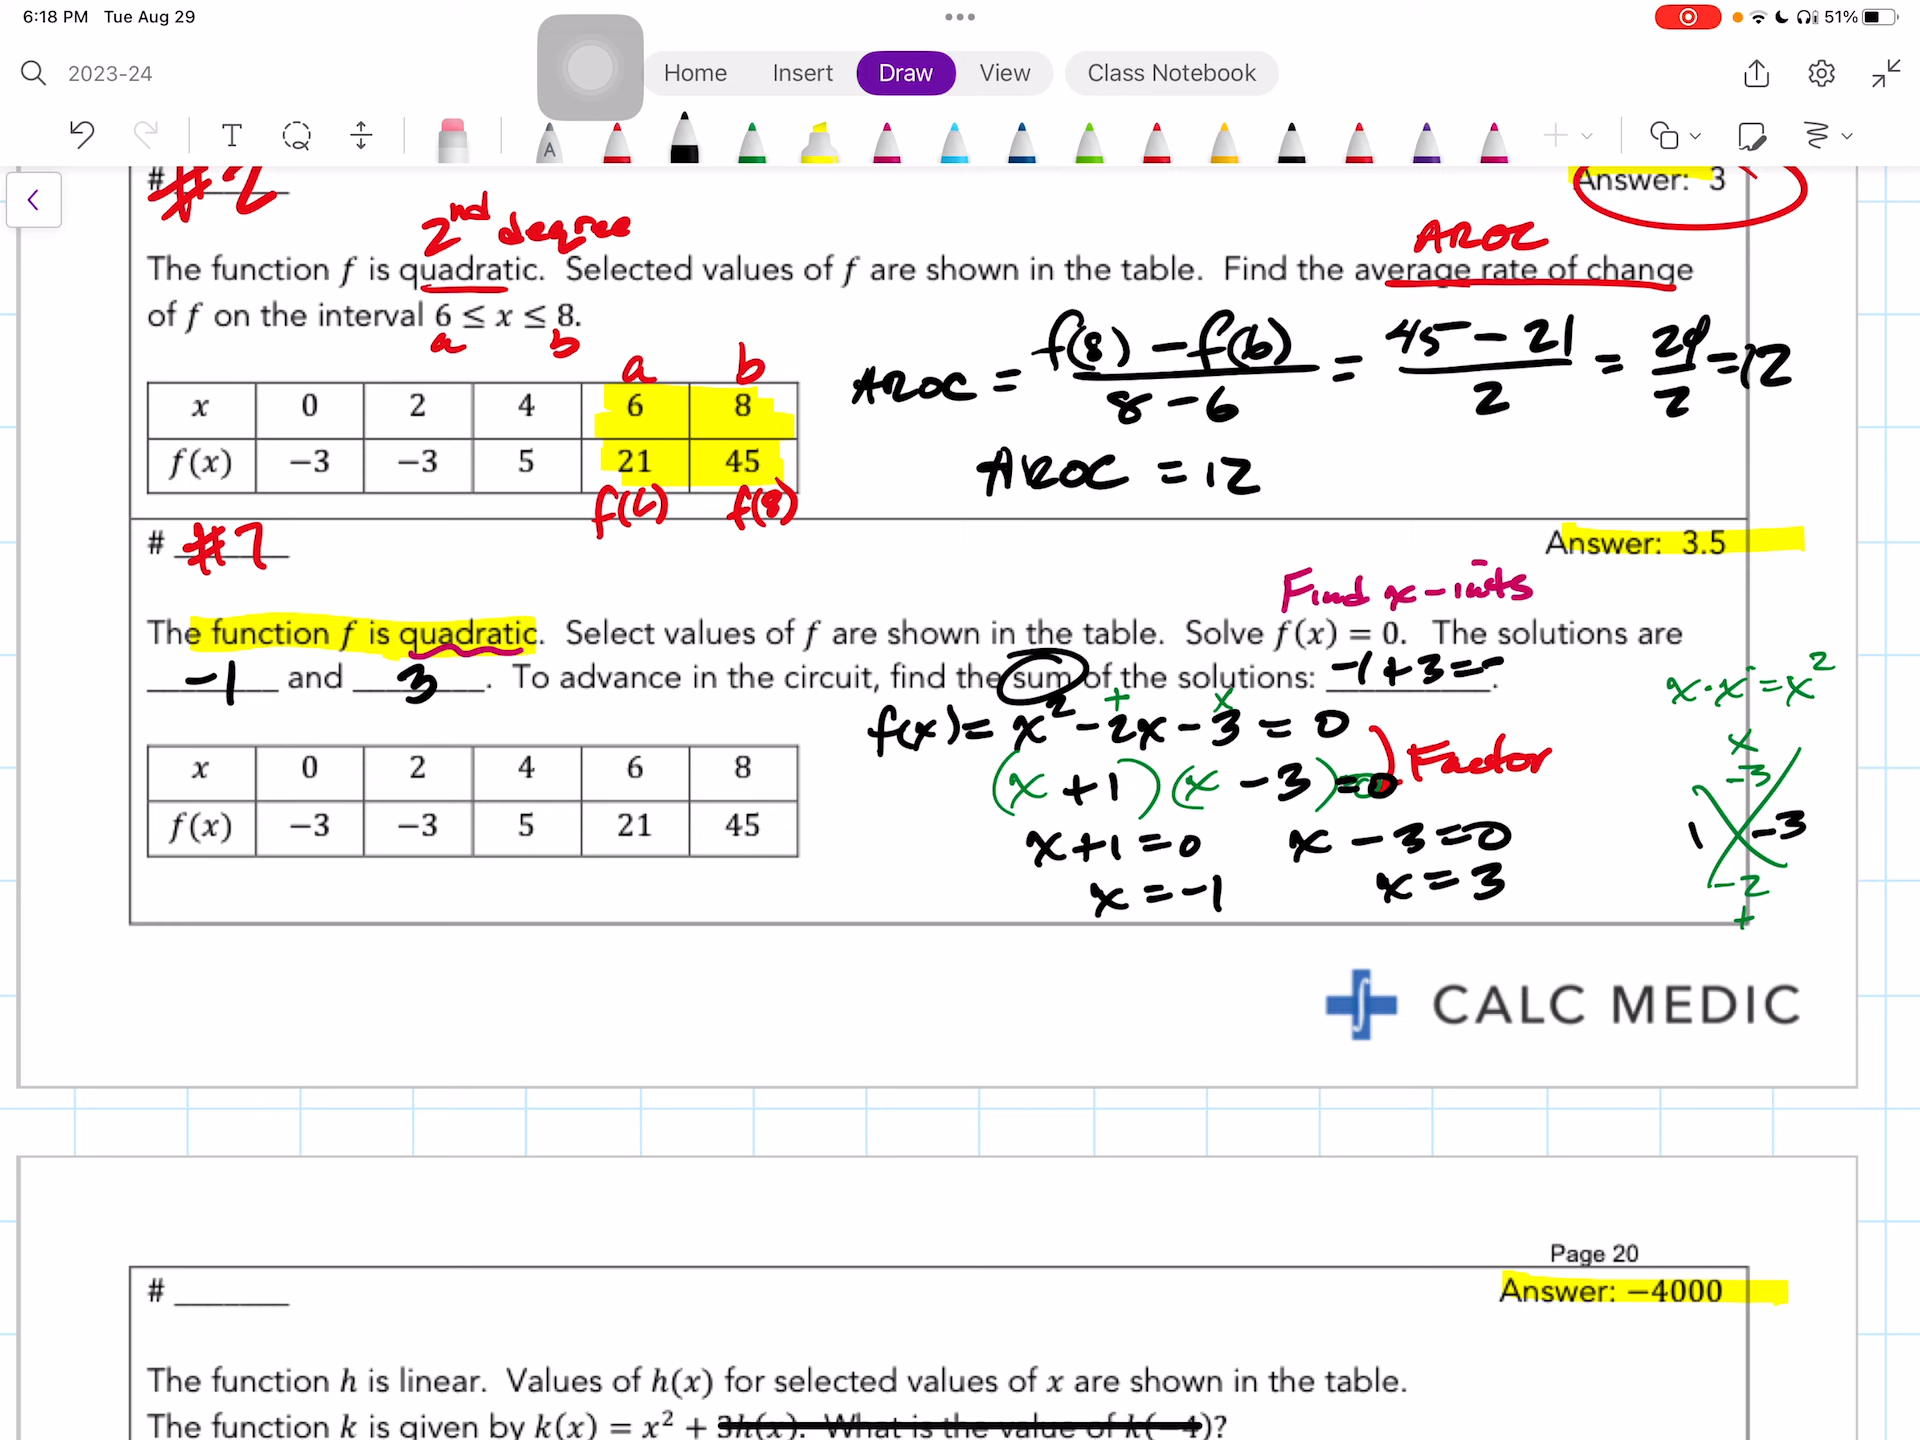 6:18 PM Tue Aug 29
51%
2023-24
Home Insert Draw View Class Notebook
T A
# #2
Answer: 3
2nd degree
AROC
The function f is quadratic. Selected values of f are shown in the table. Find the average rate of change
of f on the interval 6 ≤ x ≤ 8.
a b
a b
x 0 2 4 6 8
f(x) −3 −3 5 21 45
f(6) f(8)
AROC = f(8) − f(6) / 8 − 6 = 45 − 21 / 2 = 24 / 2 = 12
AROC = 12
# #7
Answer: 3.5
Find x-ints
The function f is quadratic. Select values of f are shown in the table. Solve f(x) = 0. The solutions are
-1 and 3. To advance in the circuit, find the sum of the solutions: -1+3=
x·x=x²
+ x
f(x)= x² − 2x − 3 = 0
Factor
(x +1)(x −3)=0
x+1=0 x − 3=0
x = −1 x = 3
x
−3
1 −3
−2
+
x 0 2 4 6 8
f(x) −3 −3 5 21 45
CALC MEDIC
Page 20
# ______
Answer: −4000
The function h is linear. Values of h(x) for selected values of x are shown in the table.
The function k is given by k(x) = x² + 3h(x). What is the value of k(−4)?